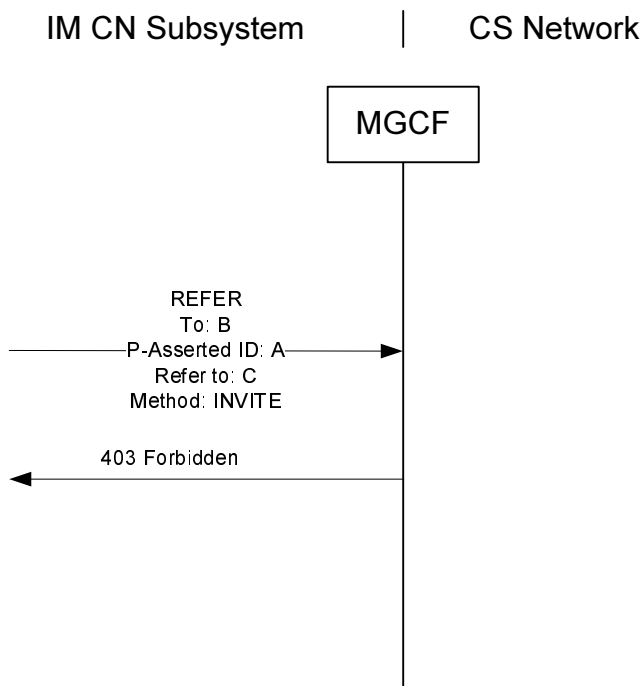 IM CN Subsystem | CS Network
MGCF
REFER
To: B
P-Asserted ID: A
Refer to: C
Method: INVITE
403 Forbidden